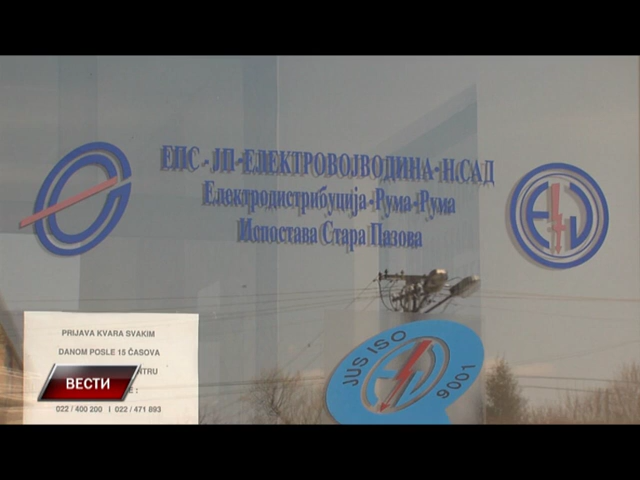 ЕПС-ЈП-ЕЛЕКТРОВОЈВОДИНА-Н.САД
Електродистрибуција-Рума-Рума
Испостава Стара Пазова
JUS ISO 9001
PRIJAVA KVARA SVAKIM
DANOM POSLE 15 ČASOVA
022 / 400 200 I 022 / 471 893
ВЕСТИ